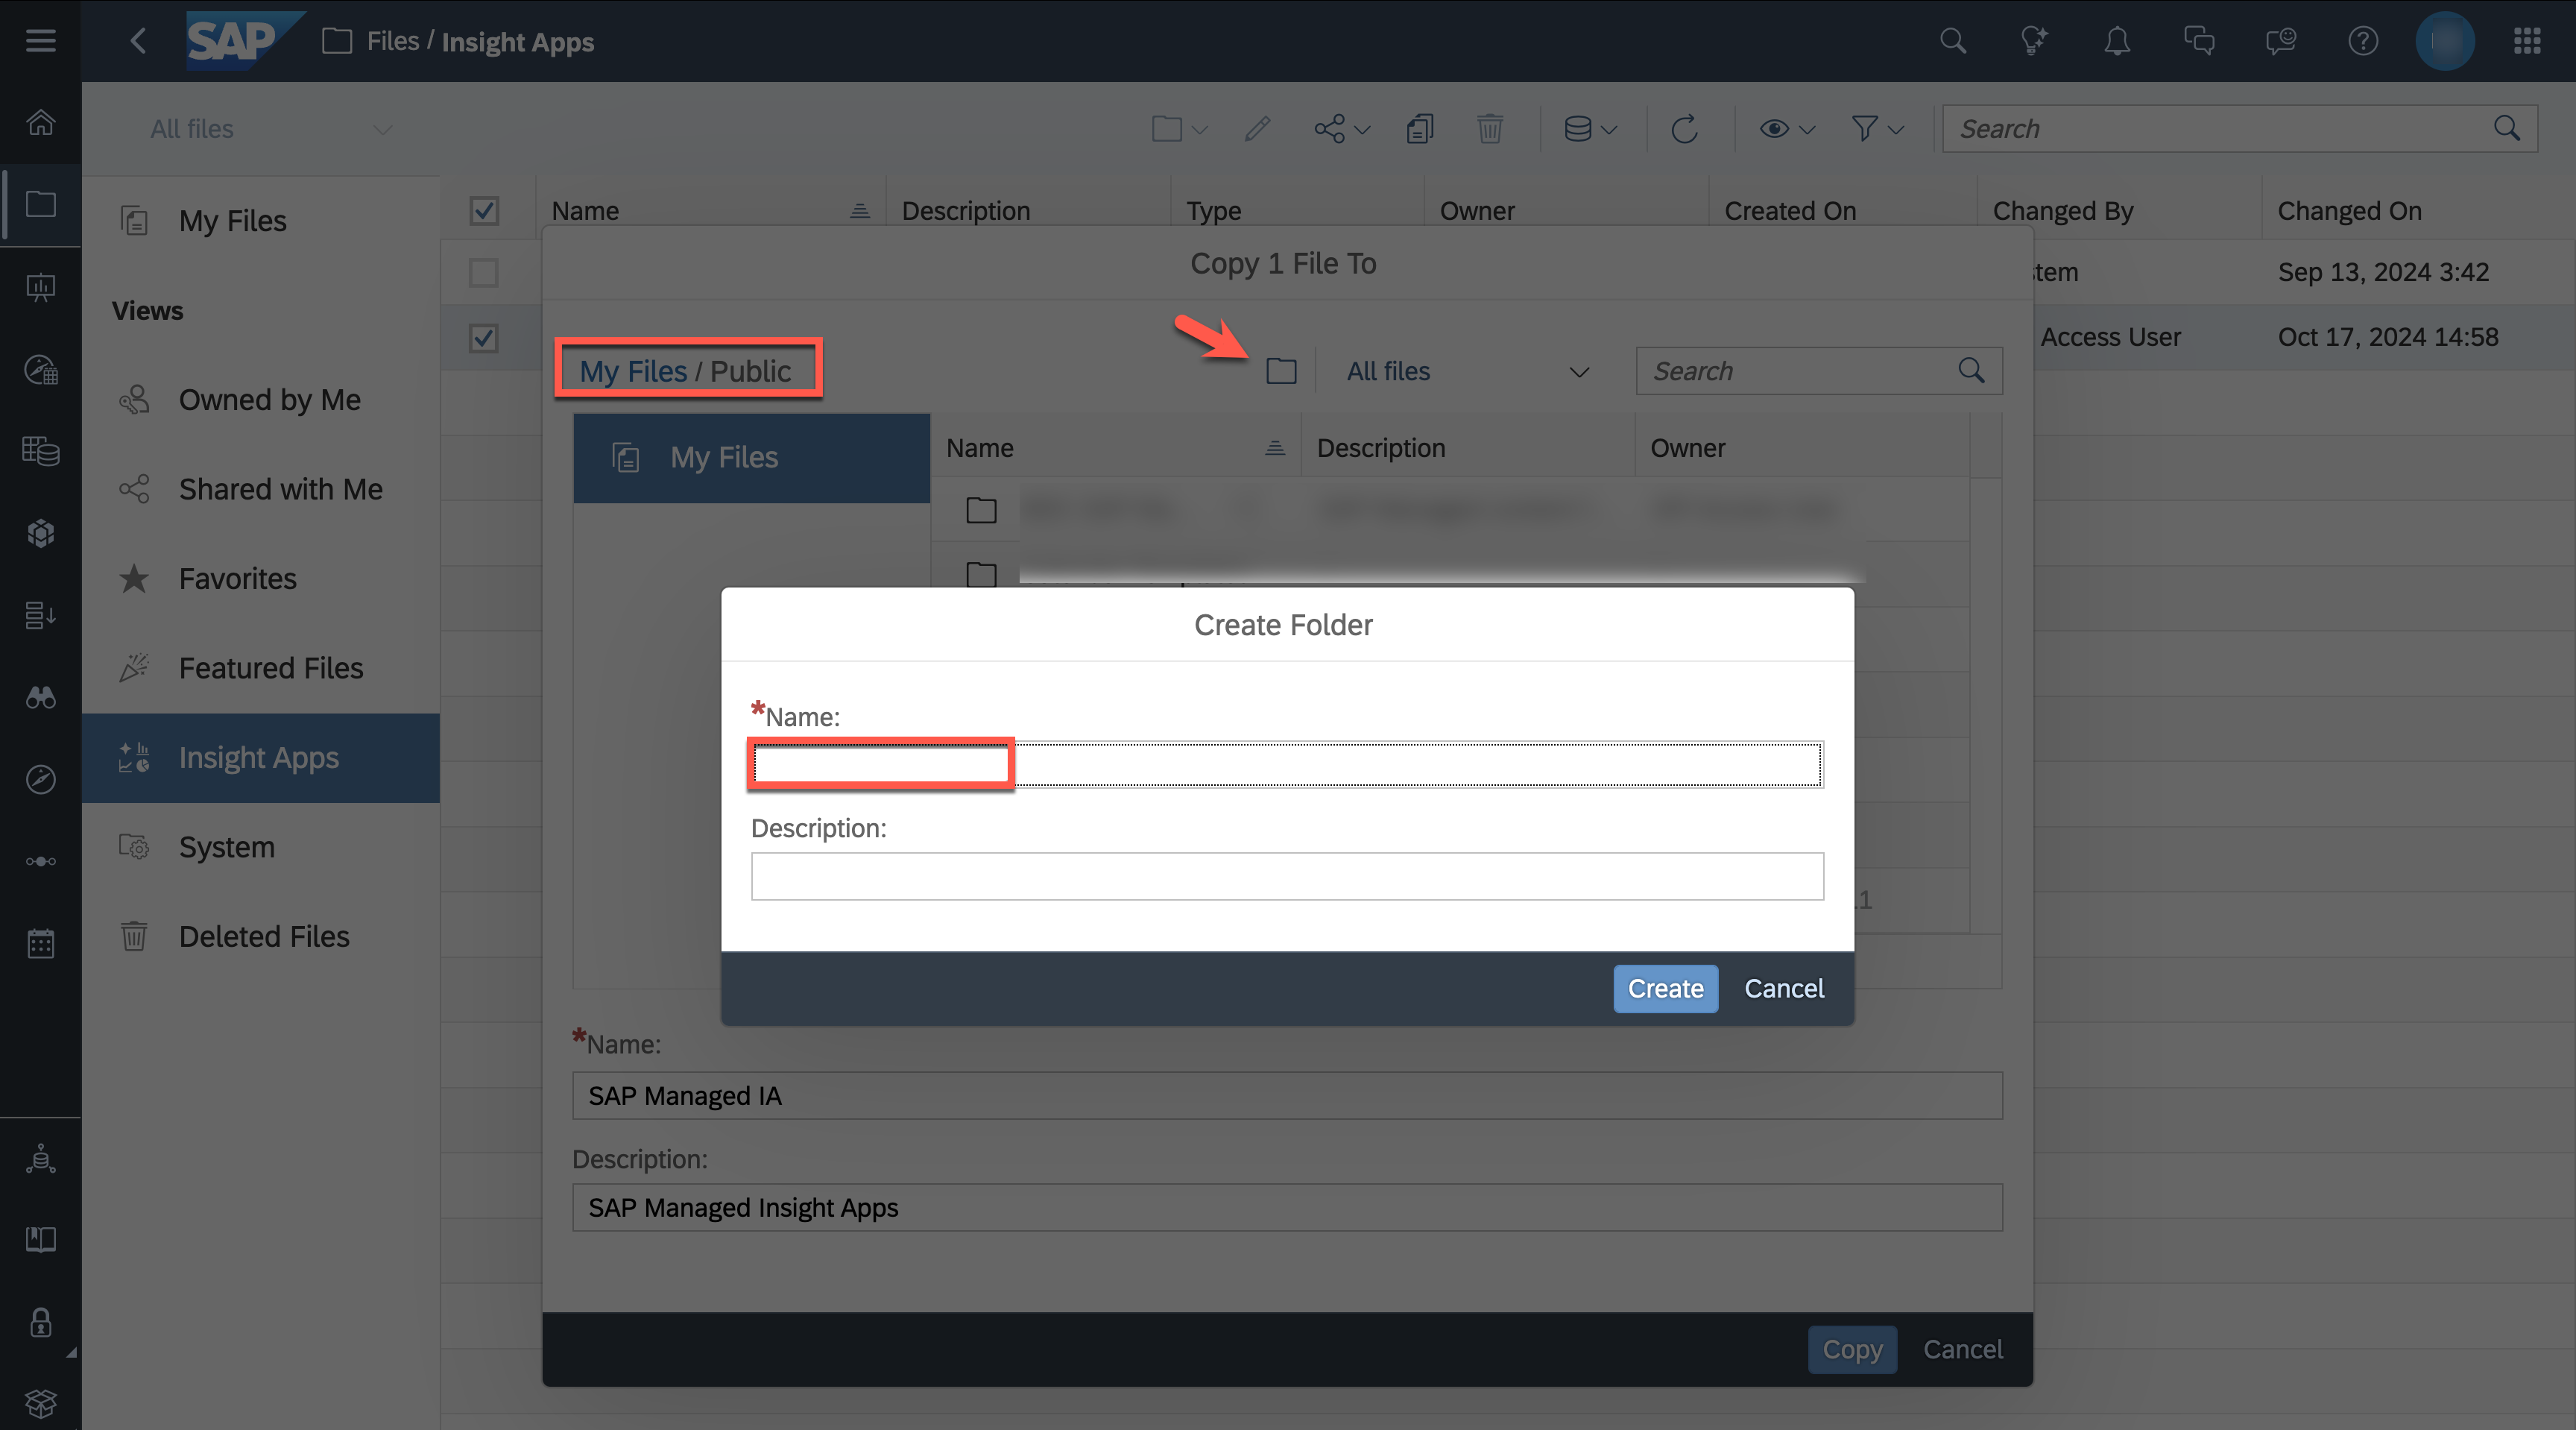 SAP Files / Insight Apps
All files
Search
My Files
Views
Owned by Me
Shared with Me
Favorites
Featured Files
Insight Apps
System
Deleted Files
Name Description Type Owner Created On Changed By Changed On
tem Sep 13, 2024 3:42
Access User Oct 17, 2024 14:58
Copy 1 File To
My Files / Public
All files
Search
My Files
Name Description Owner
Create Folder
*Name:
Description:
Create Cancel
*Name:
SAP Managed IA
Description:
SAP Managed Insight Apps
Copy Cancel